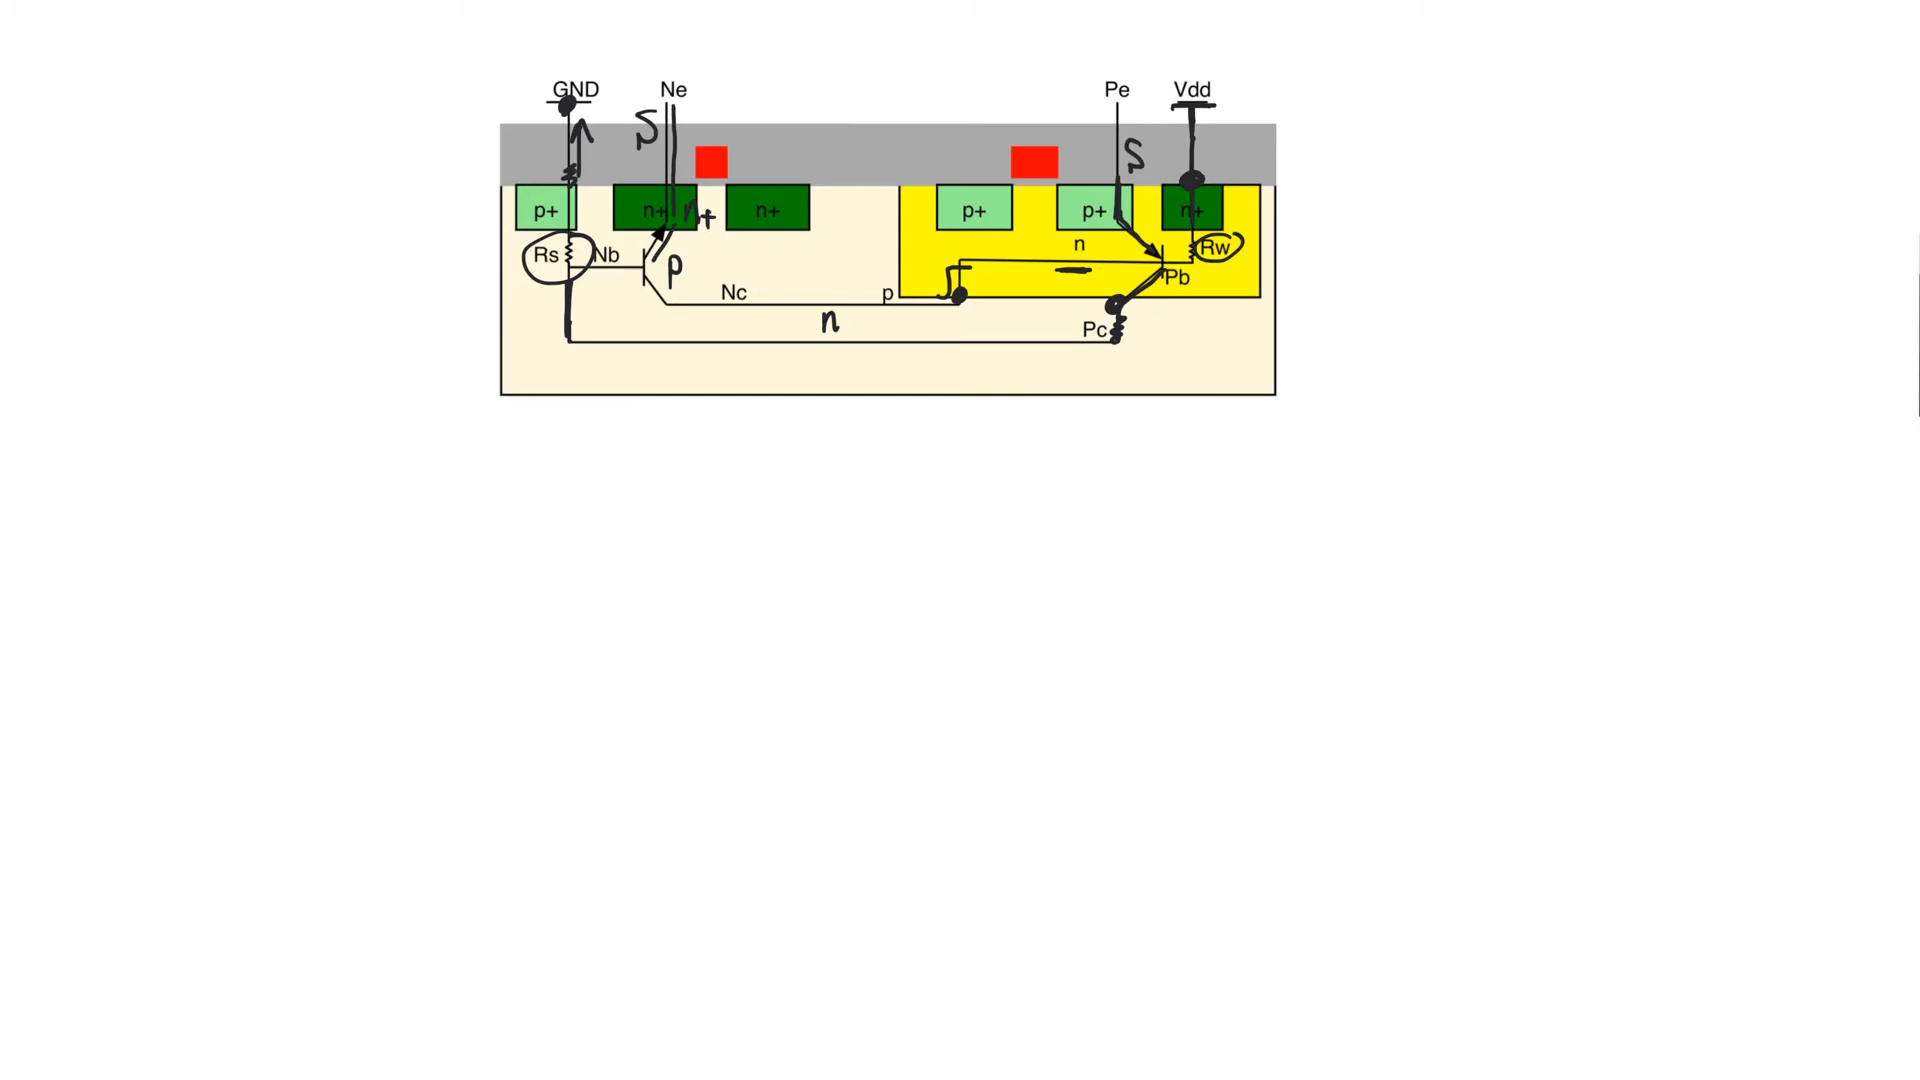 GND Ne Pe Vdd
S S
p+ n+ n+ n+ p+ p+ n+
Rs Nb p n Rw
Nc p Pb
n Pc